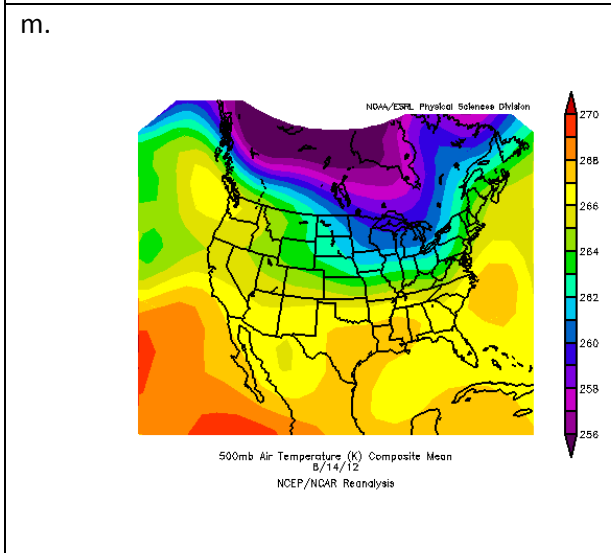 m.
NOAA/ESRL Physical Sciences Division
270
268
266
264
262
260
258
256
500mb Air Temperature (K) Composite Mean
8/14/12
NCEP/NCAR Reanalysis